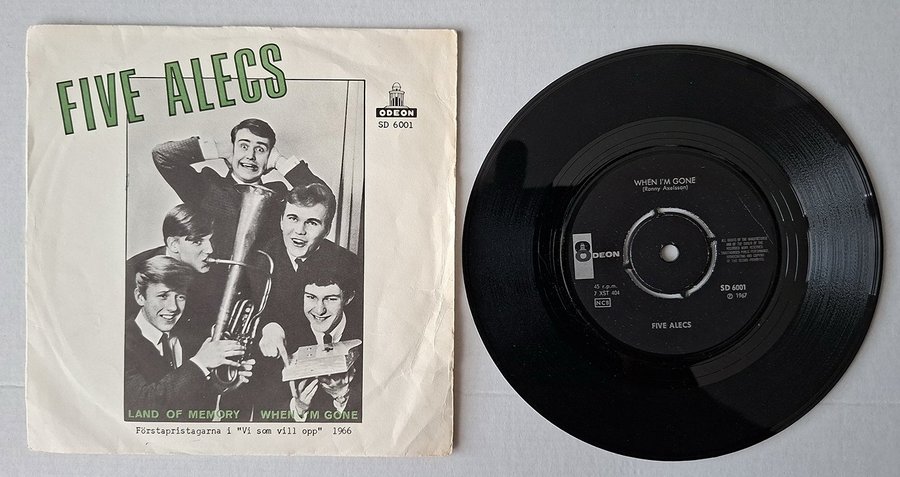 FIVE ALECS
ODEON
SD 6001
LAND OF MEMORY WHEN I'M GONE
Förstapristagarna i "Vi som vill opp" 1966
WHEN I'M GONE
(Ronny Axelsson)
ODEON
45 r.p.m.
7 XST 404
NCB
SD 6001
℗ 1967
FIVE ALECS